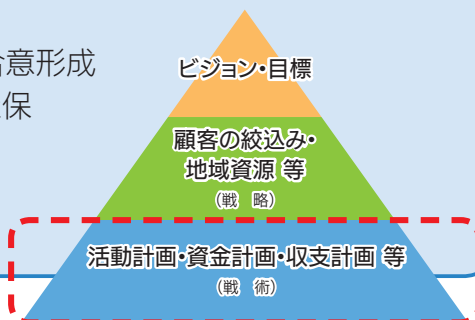 意形成
保
ビジョン・目標
顧客の絞込み・
地域資源 等
（戦 略）
活動計画・資金計画・収支計画 等
（戦 術）